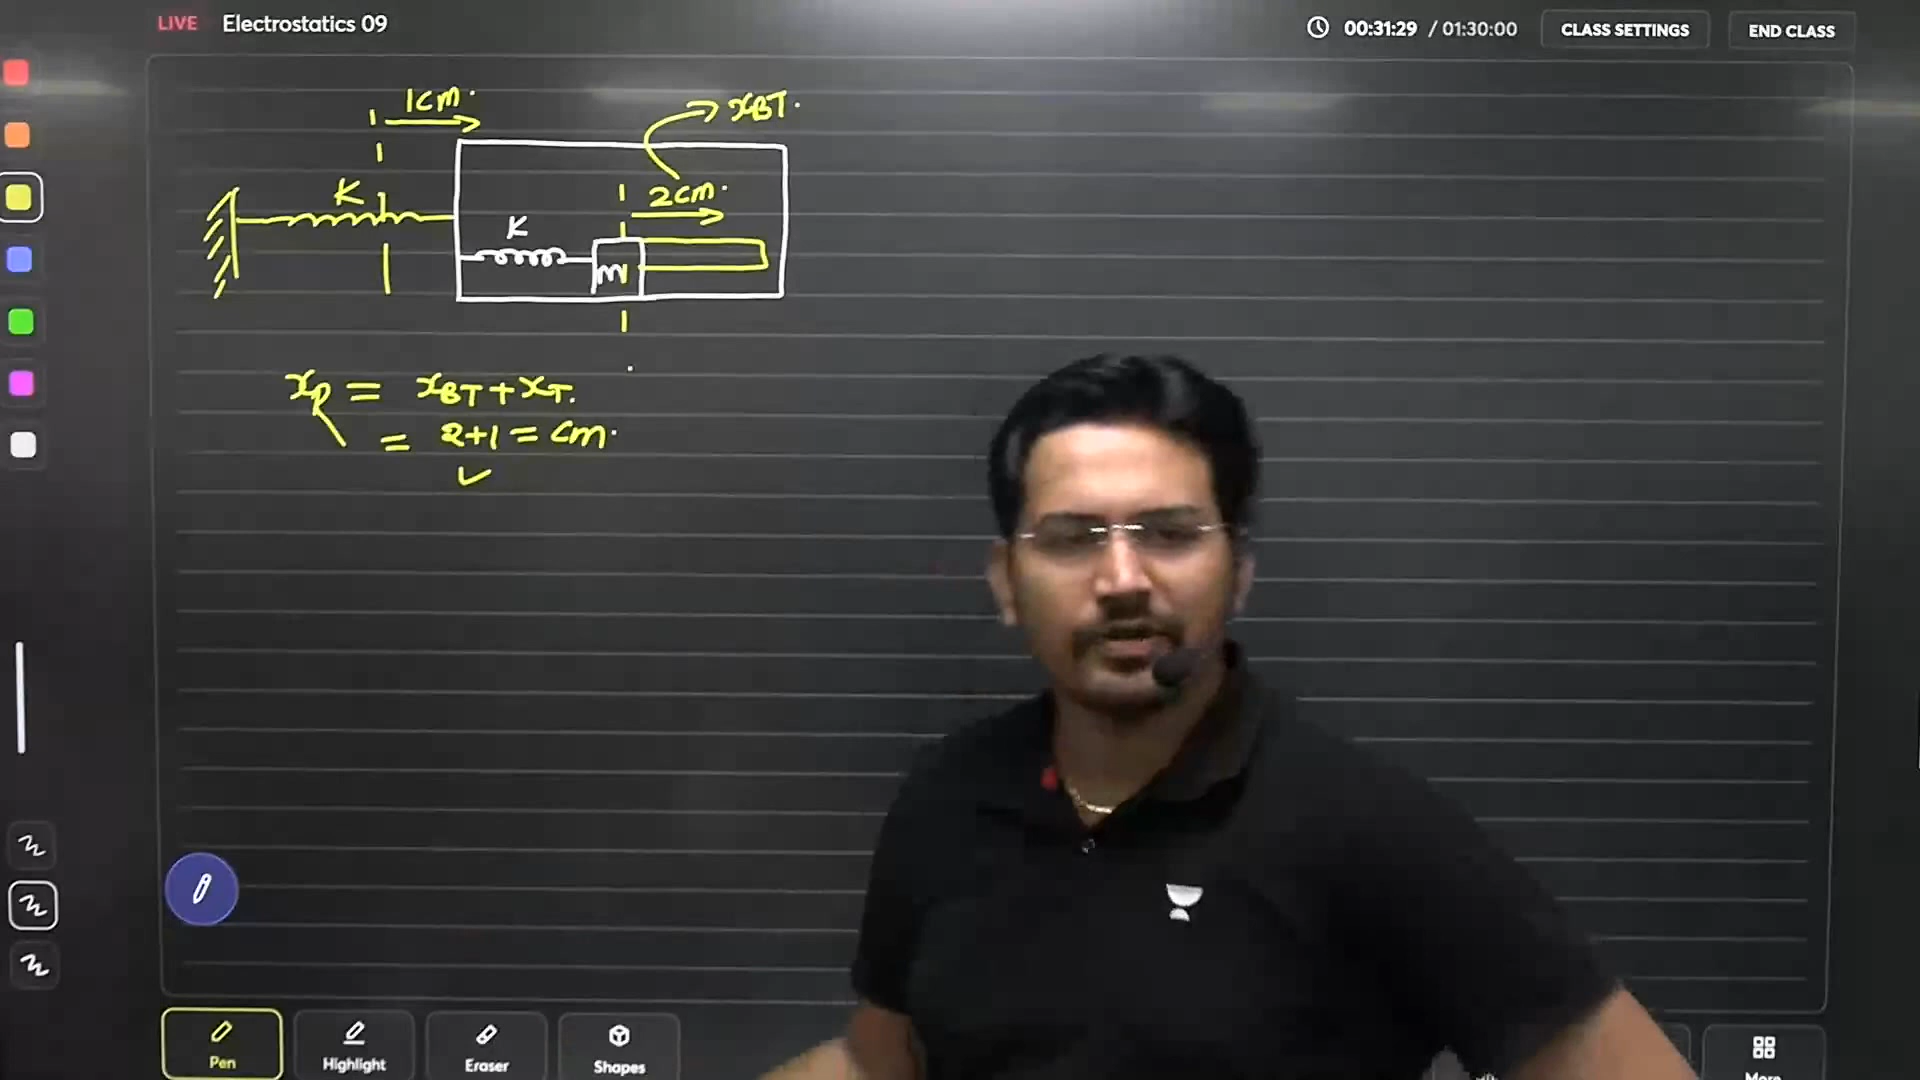 LIVE Electrostatics 09 00:31:29 / 01:30:00 CLASS SETTINGS END CLASS
1cm.
xBT.
2cm.
K
K
m
xp = xBT + xT.
= 2+1 = cm.
Pen Highlight Eraser Shapes More